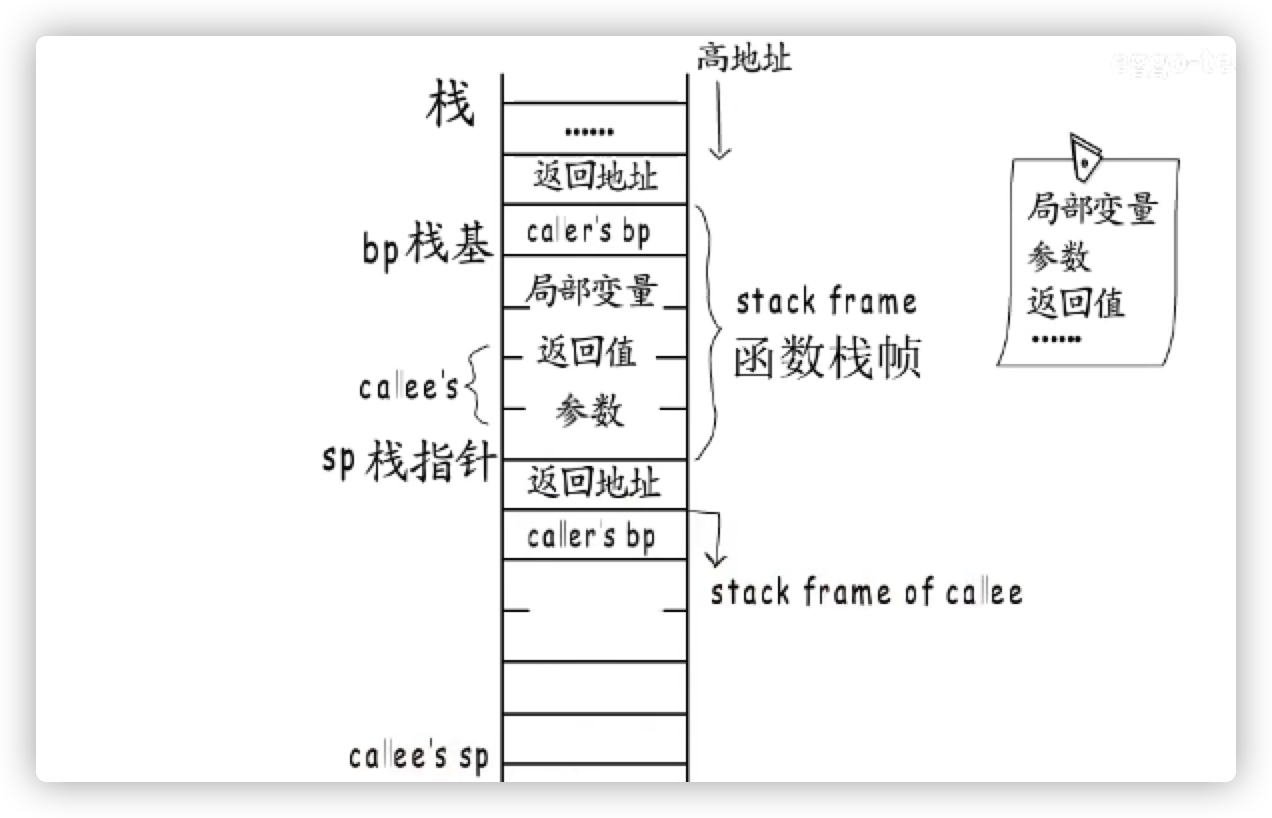 高地址
eggo-te
栈
······
返回地址
caller's bp
bp 栈基
局部变量
返回值
callee's
参数
sp 栈指针
返回地址
caller's bp
callee's sp
stack frame
函数栈帧
stack frame of callee
局部变量
参数
返回值
······